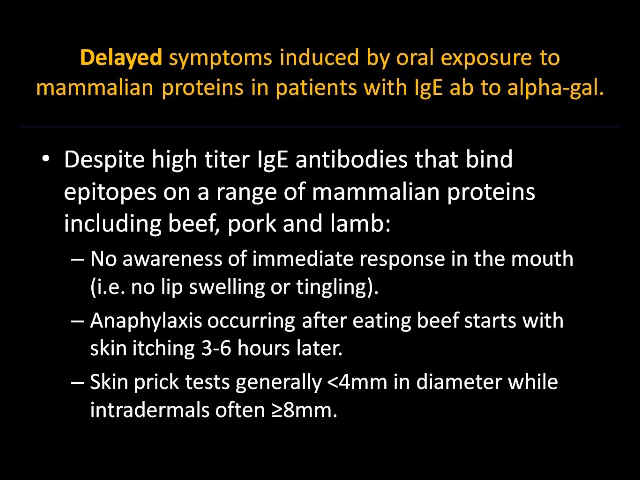 Delayed symptoms induced by oral exposure to
mammalian proteins in patients with IgE ab to alpha-gal.
• Despite high titer IgE antibodies that bind
epitopes on a range of mammalian proteins
including beef, pork and lamb:
– No awareness of immediate response in the mouth
(i.e. no lip swelling or tingling).
– Anaphylaxis occurring after eating beef starts with
skin itching 3-6 hours later.
– Skin prick tests generally <4mm in diameter while
intradermals often ≥8mm.